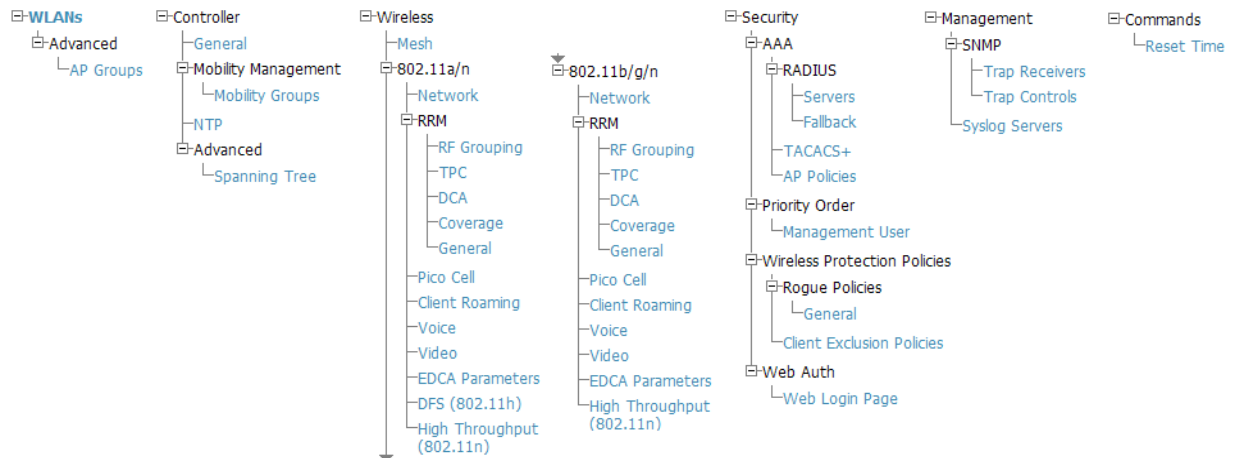 WLANs
Advanced
AP Groups
Controller
General
Mobility Management
Mobility Groups
NTP
Advanced
Spanning Tree
Wireless
Mesh
802.11a/n
Network
RRM
RF Grouping
TPC
DCA
Coverage
General
Pico Cell
Client Roaming
Voice
Video
EDCA Parameters
DFS (802.11h)
High Throughput
(802.11n)
802.11b/g/n
Network
RRM
RF Grouping
TPC
DCA
Coverage
General
Pico Cell
Client Roaming
Voice
Video
EDCA Parameters
High Throughput
(802.11n)
Security
AAA
RADIUS
Servers
Fallback
TACACS+
AP Policies
Priority Order
Management User
Wireless Protection Policies
Rogue Policies
General
Client Exclusion Policies
Web Auth
Web Login Page
Management
SNMP
Trap Receivers
Trap Controls
Syslog Servers
Commands
Reset Time